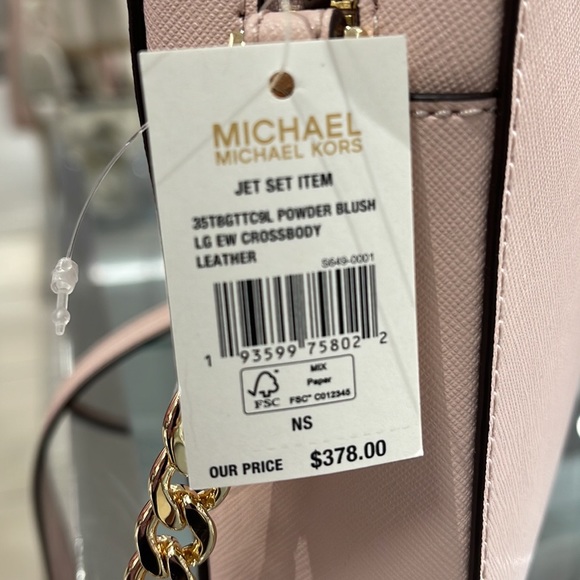 MICHAEL
MICHAEL KORS
JET SET ITEM
35T8GTTC9L POWDER BLUSH
LG EW CROSSBODY
LEATHER
S649-0001
1 93599 75802 2
FSC
MIX
Paper
FSC® C012345
NS
OUR PRICE $378.00